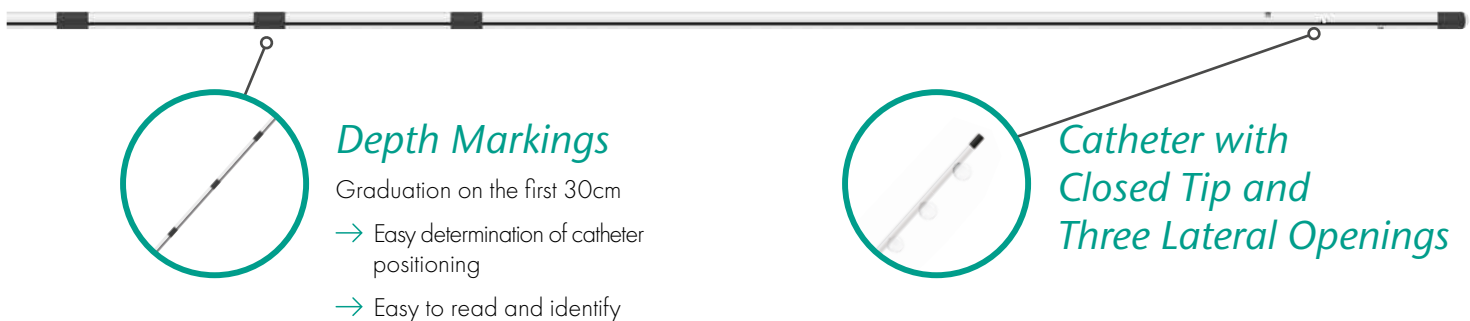 Depth Markings
Graduation on the first 30cm
→ Easy determination of catheter
positioning
→ Easy to read and identify
Catheter with
Closed Tip and
Three Lateral Openings